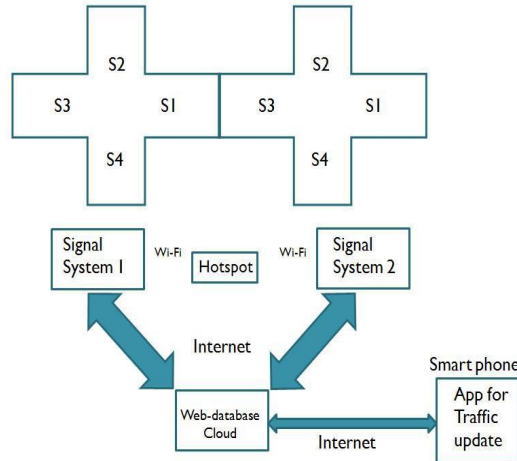 S2
S2
S3
S1
S3
S1
S4
S4
Signal
System 1
Wi-Fi
Hotspot
Wi-Fi
Signal
System 2
Internet
Smart phone
Web-database
Cloud
App for
Traffic
update
Internet